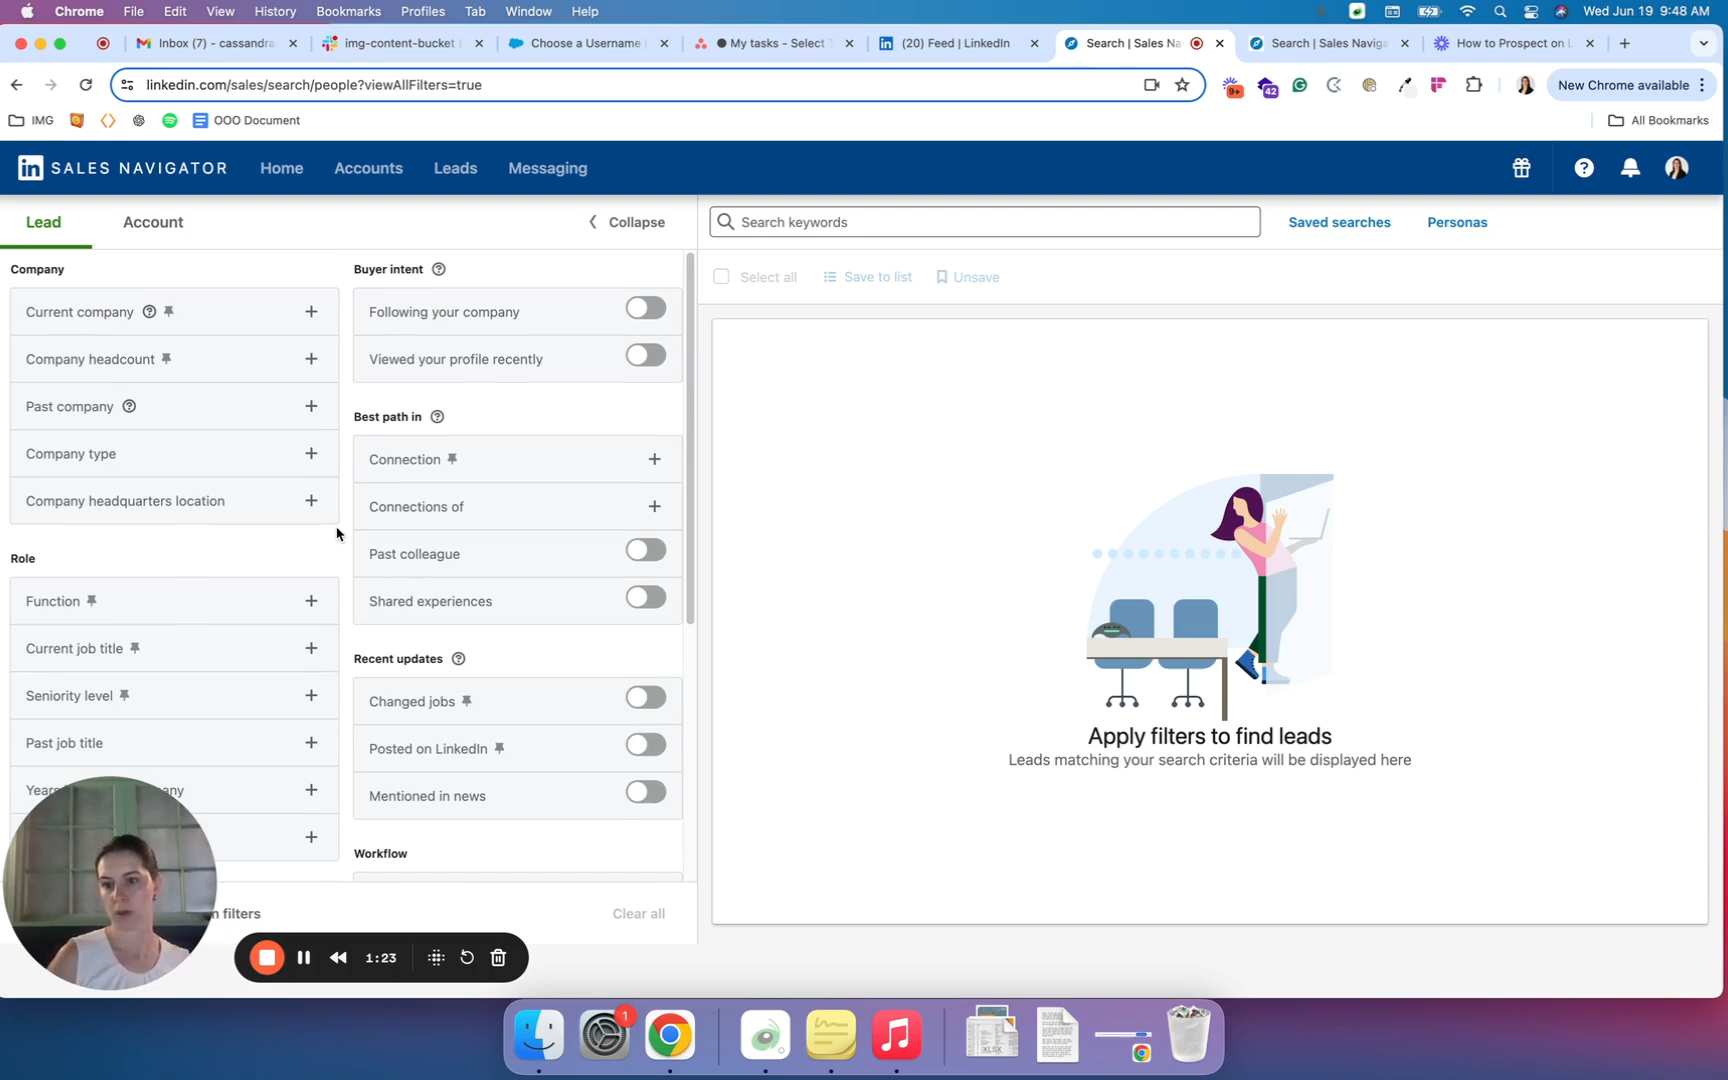 Chrome File Edit View History Bookmarks Profiles Tab Window Help Wed Jun 19 9:48 AM
Inbox (7) - cassandra. img-content-bucket Choose a Username My tasks - Select T (20) Feed | LinkedIn Search | Sales Na Search | Sales Naviga How to Prospect on
linkedin.com/sales/search/people?viewAllFilters=true 9+ 42 New Chrome available
IMG OOO Document All Bookmarks
in SALES NAVIGATOR Home Accounts Leads Messaging
Lead Account Collapse Search keywords Saved searches Personas
Select all Save to list Unsave
Company
Current company
Company headcount
Past company
Company type
Company headquarters location
Role
Function
Current job title
Seniority level
Past job title
Buyer intent
Following your company
Viewed your profile recently
Best path in
Connection
Connections of
Past colleague
Shared experiences
Recent updates
Changed jobs
Posted on LinkedIn
Mentioned in news
Workflow
filters Clear all
1:23
Apply filters to find leads
Leads matching your search criteria will be displayed here
1
XLSX